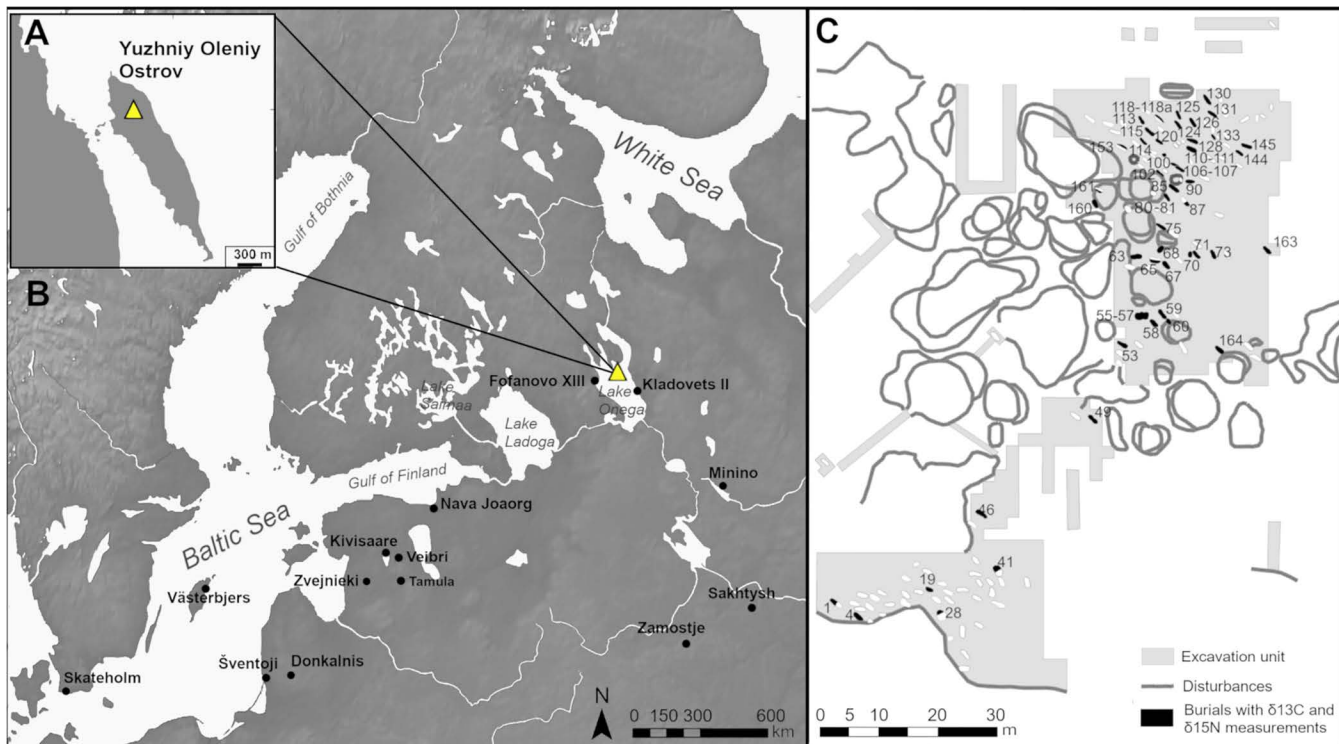 A
Yuzhniy Oleniy
Ostrov
300 m
B
White Sea
Gulf of Bothnia
Lake
Saimaa
Lake
Ladoga
Fofanovo XIII
Kladovets II
Lake
Onega
Gulf of Finland
Minino
Nava Joaorg
Baltic Sea
Kivisaare
Veibri
Zvejnieki
Tamula
Västerbjers
Sakhtysh
Zamostje
Šventoji
Donkalnis
Skateholm
N
0 150 300 600
km
C
130
118-118a 125
131
113
126
115
120
124
133
153
114
128
145
110-111
144
100
106-107
102
161
85
90
160
80-81
87
75
163
63
68
71
73
65
70
67
59
55-57
58
60
53
164
49
46
41
19
1
4
28
Excavation unit
Disturbances
Burials with δ13C and
δ15N measurements
0 5 10 20 30
m